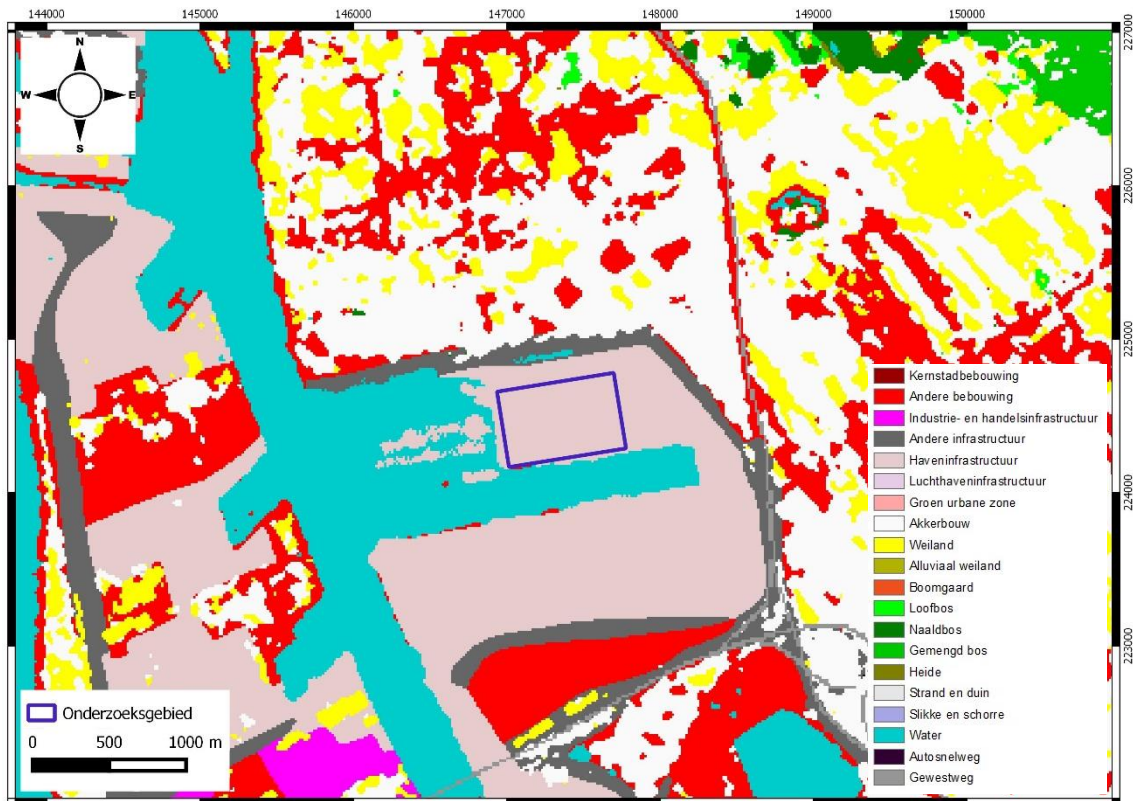 144000 145000 146000 147000 148000 149000 150000
227000
N
W E
S
226000
225000
Kernstadbebouwing
Andere bebouwing
Industrie- en handelsinfrastructuur
Andere infrastructuur
Haveninfrastructuur
Luchthaveninfrastructuur
Groen urbane zone
224000
Akkerbouw
Weiland
Alluviaal weiland
Boomgaard
Loofbos
Naaldbos
223000
Gemengd bos
Heide
Strand en duin
Slikke en schorre
Water
Autosnelweg
Gewestweg
Onderzoeksgebied
0 500 1000 m